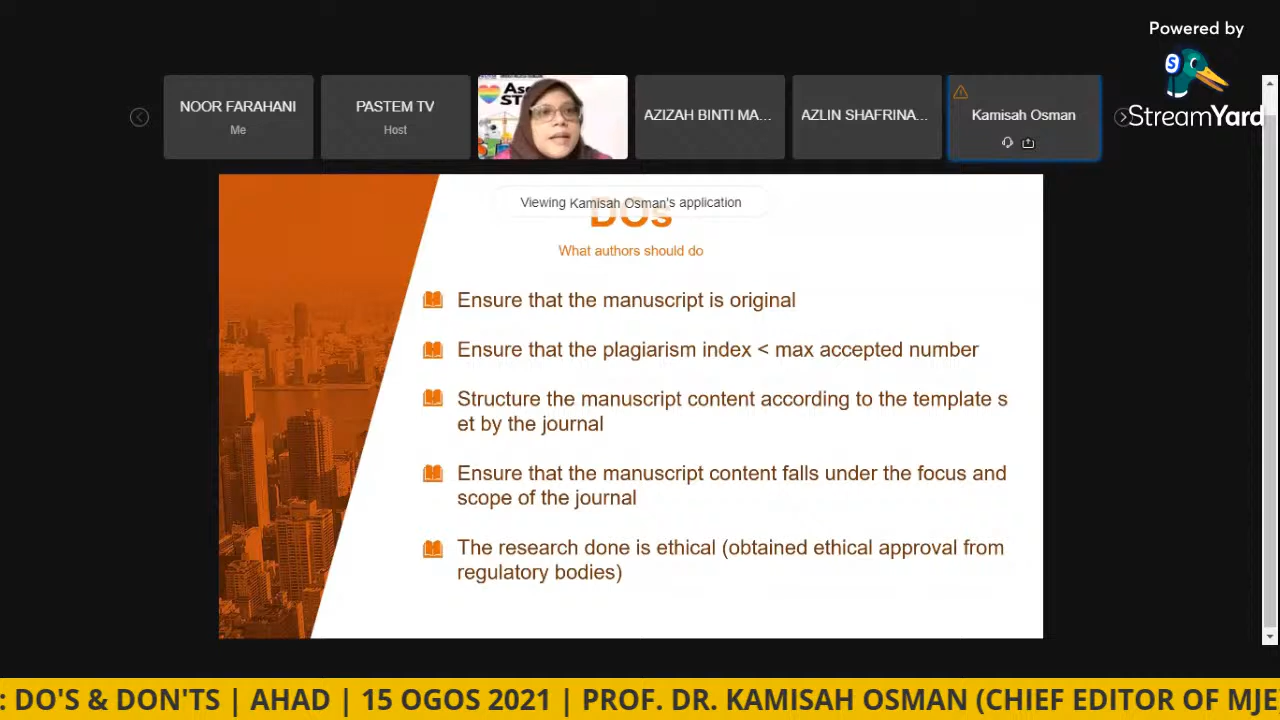 Powered by
StreamYard
NOOR FARAHANI
Me
PASTEM TV
Host
AZIZAH BINTI MA...
AZLIN SHAFRINA...
Kamisah Osman
Viewing Kamisah Osman's application
DOs
What authors should do
Ensure that the manuscript is original
Ensure that the plagiarism index < max accepted number
Structure the manuscript content according to the template s
et by the journal
Ensure that the manuscript content falls under the focus and
scope of the journal
The research done is ethical (obtained ethical approval from
regulatory bodies)
: DO'S & DON'TS | AHAD | 15 OGOS 2021 | PROF. DR. KAMISAH OSMAN (CHIEF EDITOR OF MJE